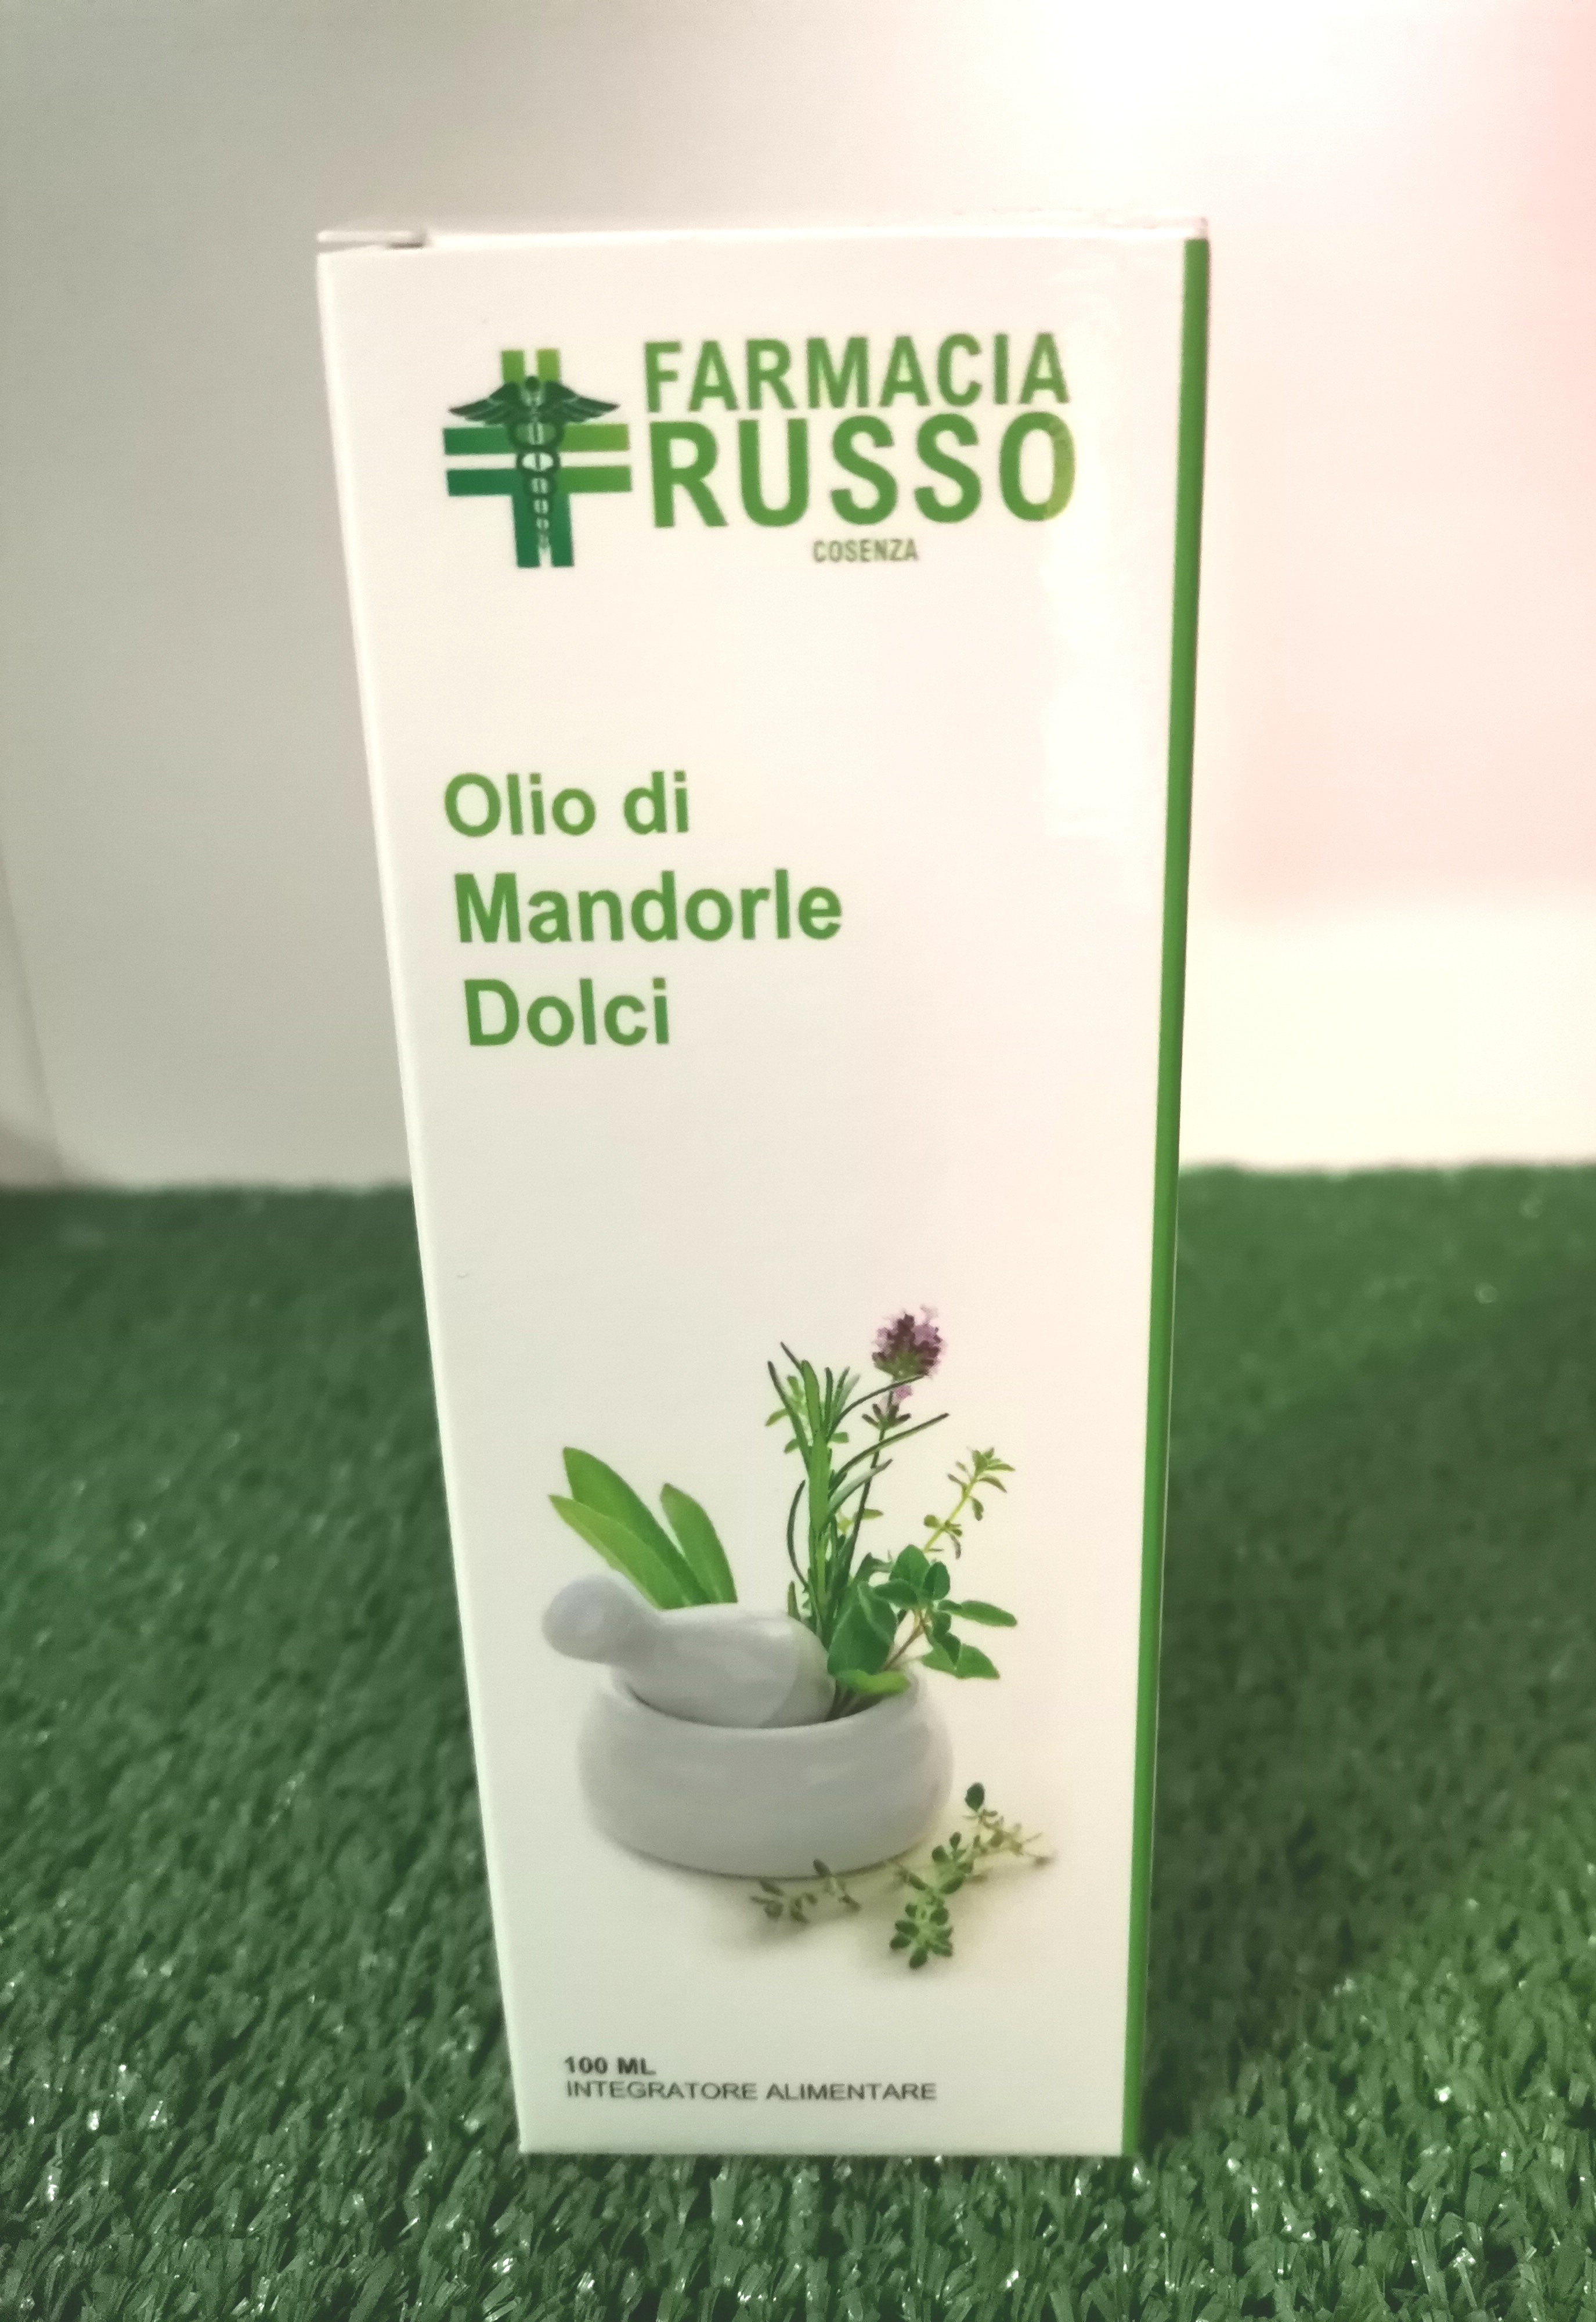 FARMACIA
RUSSO
COSENZA
Olio di
Mandorle
Dolci
100 ML
INTEGRATORE ALIMENTARE